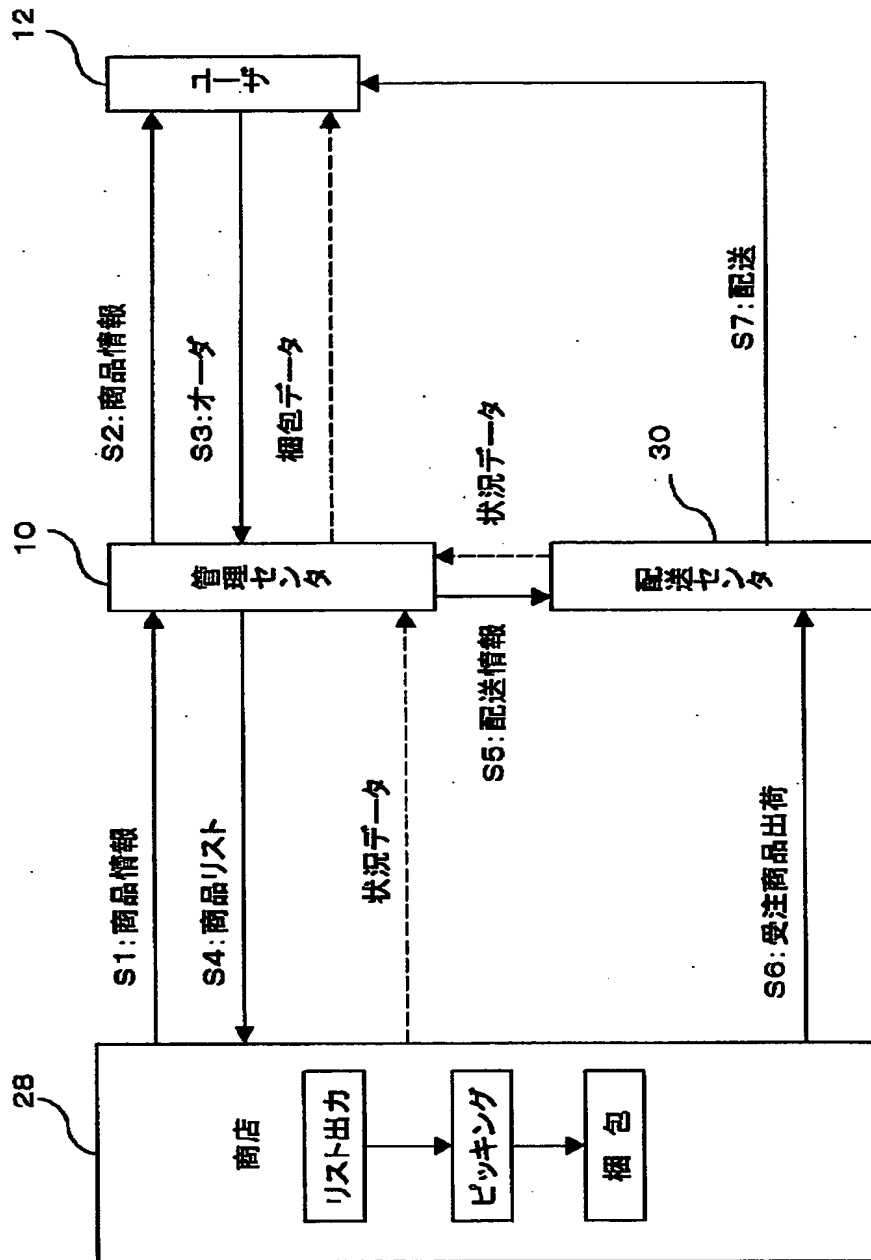 28
商店
リスト出力
ピッキング
梱包
S1:商品情報
S4:商品リスト
状況データ
S6:受注商品出荷
10
管理センタ
S5:配送情報
状況データ
30
配送センタ
S2:商品情報
S3:オーダ
梱包データ
S7:配送
12
ユーザ